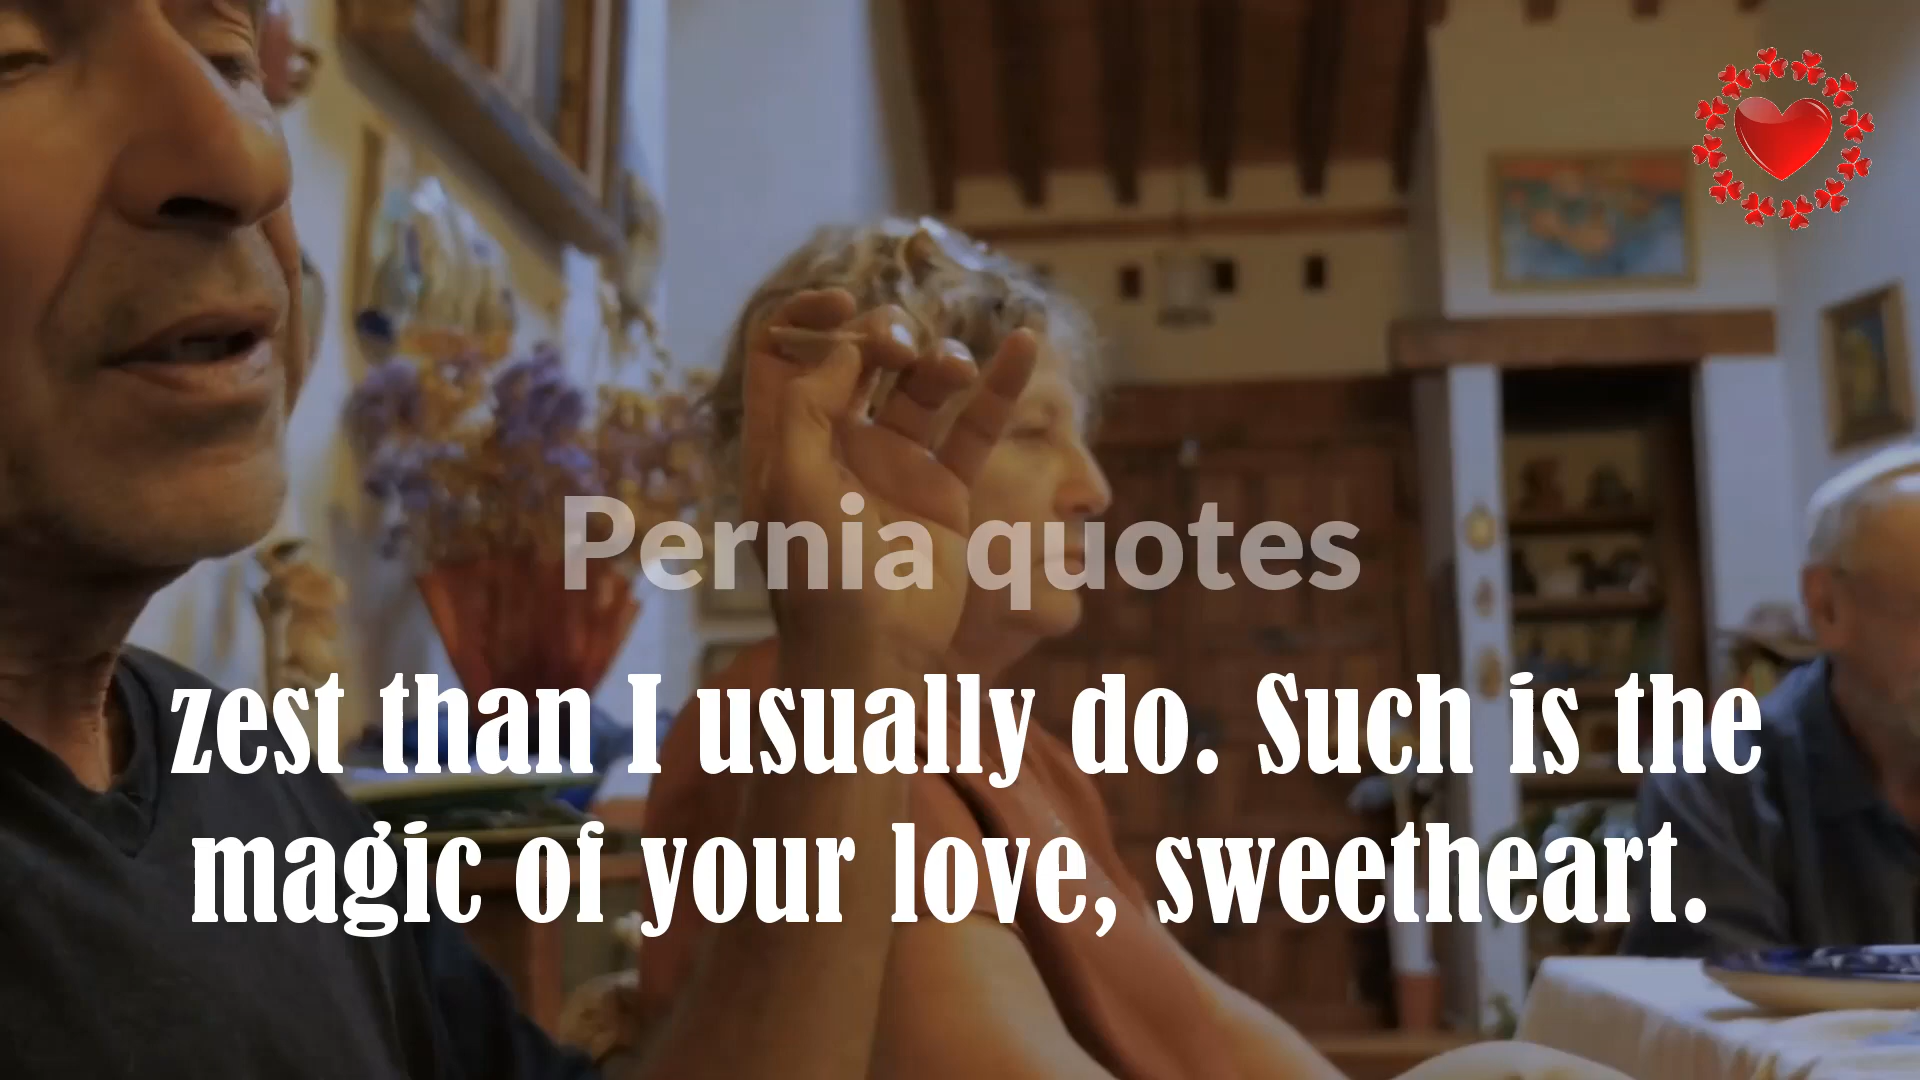 Pernia quotes
zest than I usually do. Such is the
magic of your love, sweetheart.